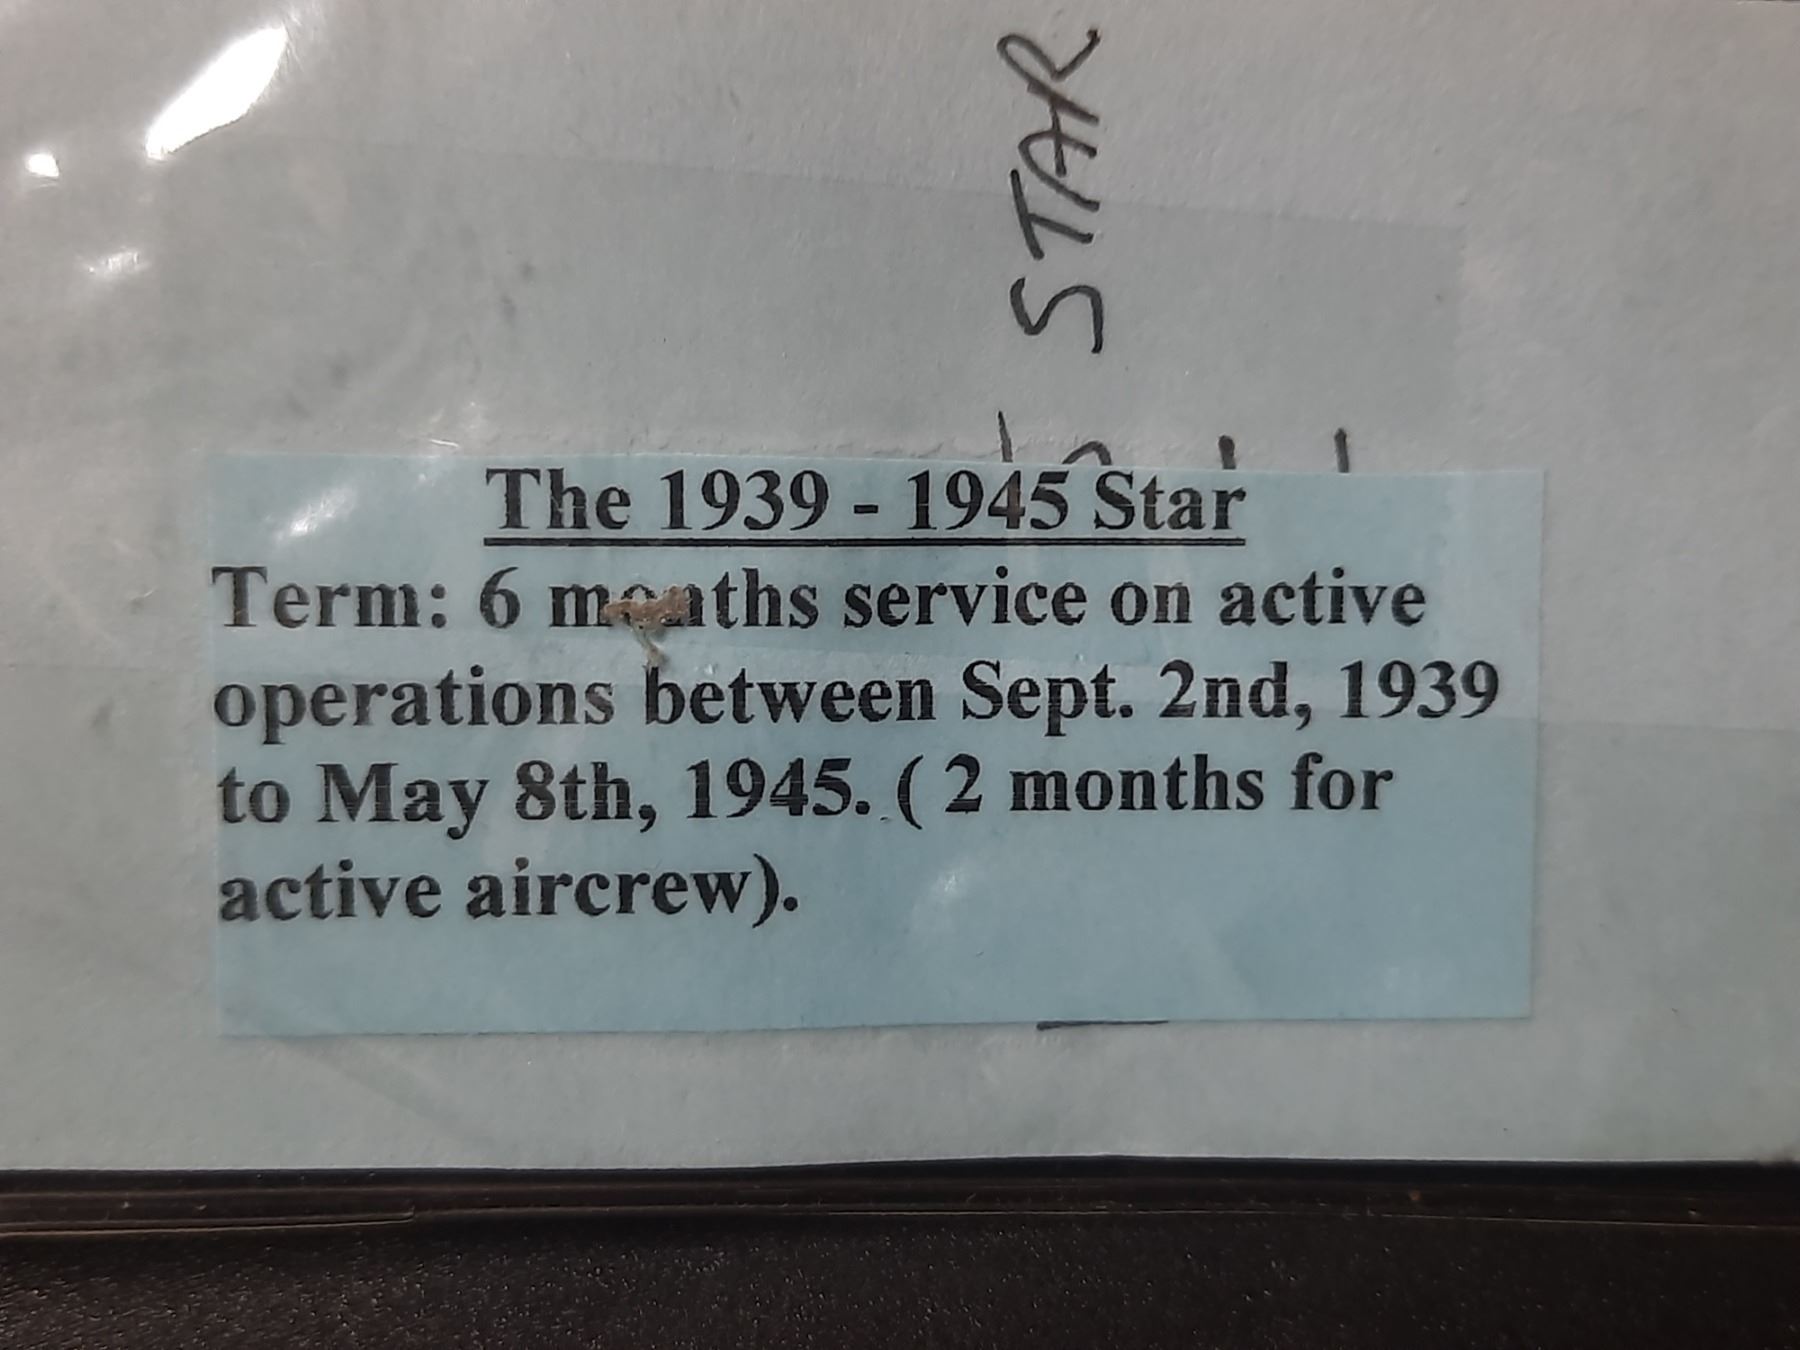 STAR
The 1939 - 1945 Star
Term: 6 months service on active
operations between Sept. 2nd, 1939
to May 8th, 1945. ( 2 months for
active aircrew).